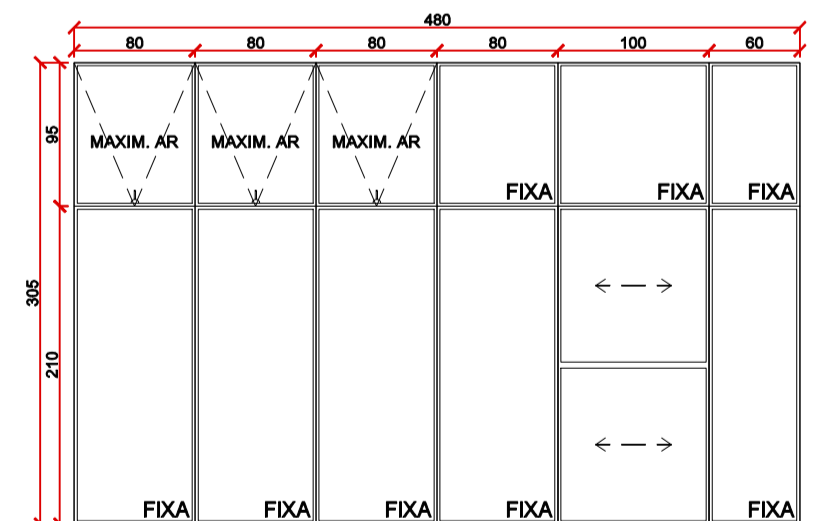 480
80 80 80 80 100 60
95
MAXIM. AR MAXIM. AR MAXIM. AR
FIXA FIXA FIXA
305
210
FIXA FIXA FIXA FIXA FIXA